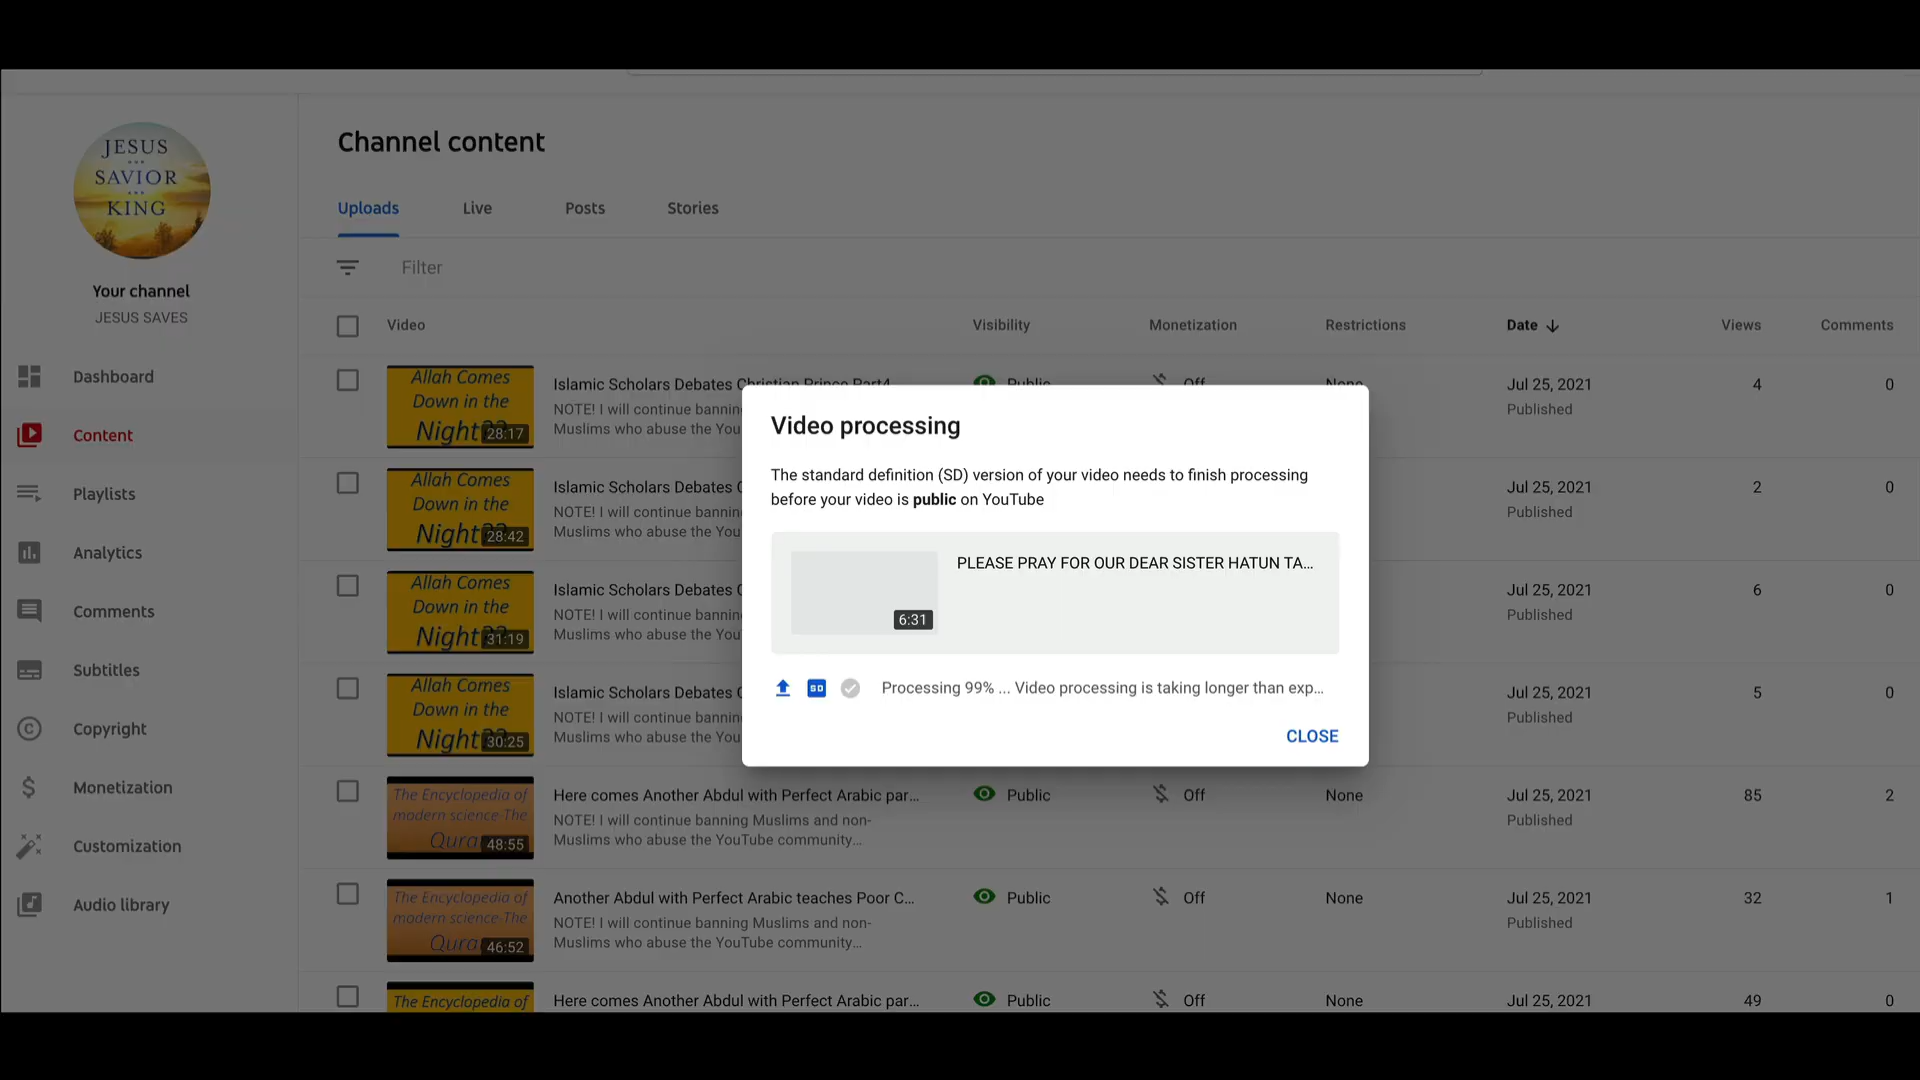 JESUS
AND
SAVIOR
AND
KING
Your channel
JESUS SAVES
Dashboard
Content
Playlists
Analytics
Comments
Subtitles
Copyright
Monetization
Customization
Audio library
Channel content
Uploads Live Posts Stories
Filter
Video Visibility Monetization Restrictions Date Views Comments
Allah Comes
Down in the
Night??
28:17
Islamic Scholars Debates Christian Prince Part4
NOTE! I will continue bannin
Muslims who abuse the You
Public Off None Jul 25, 2021 4 0
Published
Allah Comes
Down in the
Night??
28:42
Islamic Scholars Debates C
NOTE! I will continue bannin
Muslims who abuse the You
Jul 25, 2021 2 0
Published
Allah Comes
Down in the
Night??
31:19
Islamic Scholars Debates C
NOTE! I will continue bannin
Muslims who abuse the You
Jul 25, 2021 6 0
Published
Allah Comes
Down in the
Night
30:25
Islamic Scholars Debates C
NOTE! I will continue bannin
Muslims who abuse the You
Jul 25, 2021 5 0
Published
Video processing
The standard definition (SD) version of your video needs to finish processing
before your video is public on YouTube
PLEASE PRAY FOR OUR DEAR SISTER HATUN TA...
6:31
SD
Processing 99% ... Video processing is taking longer than exp...
CLOSE
The Encyclopedia of
modern science-The
Quran
48:55
Here comes Another Abdul with Perfect Arabic par...
NOTE! I will continue banning Muslims and non-
Muslims who abuse the YouTube community...
Public Off None Jul 25, 2021 85 2
Published
The Encyclopedia of
modern science-The
Quran
46:52
Another Abdul with Perfect Arabic teaches Poor C...
NOTE! I will continue banning Muslims and non-
Muslims who abuse the YouTube community...
Public Off None Jul 25, 2021 32 1
Published
The Encyclopedia of
Here comes Another Abdul with Perfect Arabic par...
Public Off None Jul 25, 2021 49 0